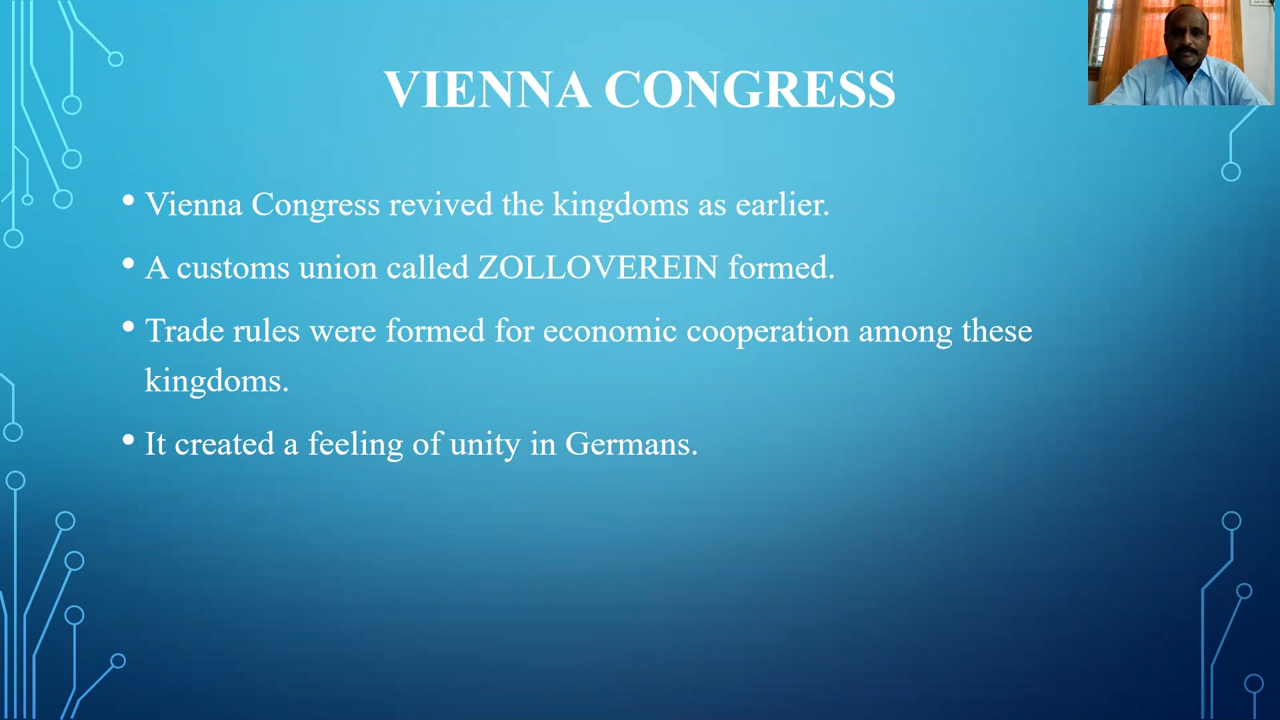 VIENNA CONGRESS
• Vienna Congress revived the kingdoms as earlier.
• A customs union called ZOLLOVEREIN formed.
• Trade rules were formed for economic cooperation among these
kingdoms.
• It created a feeling of unity in Germans.